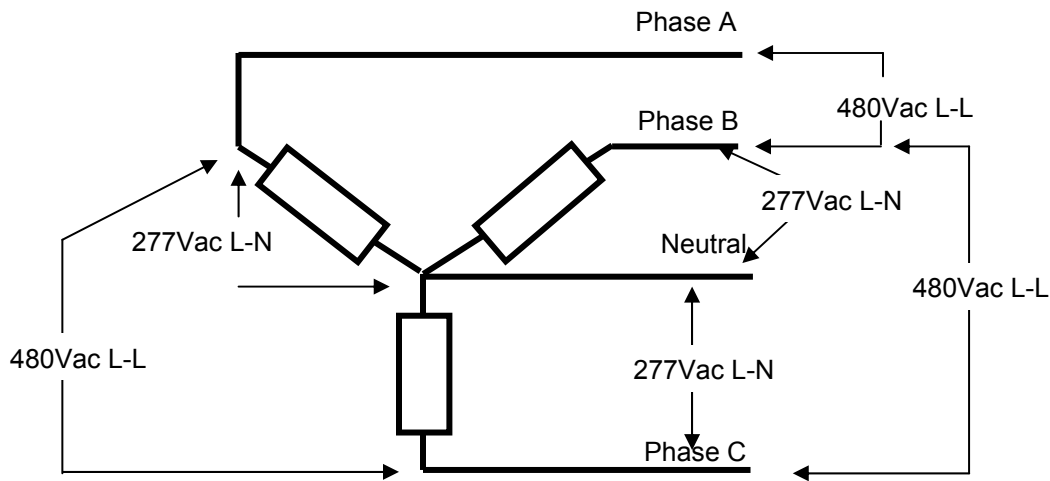 Phase A
480Vac L-L
Phase B
277Vac L-N
277Vac L-N
Neutral
480Vac L-L
480Vac L-L
277Vac L-N
Phase C